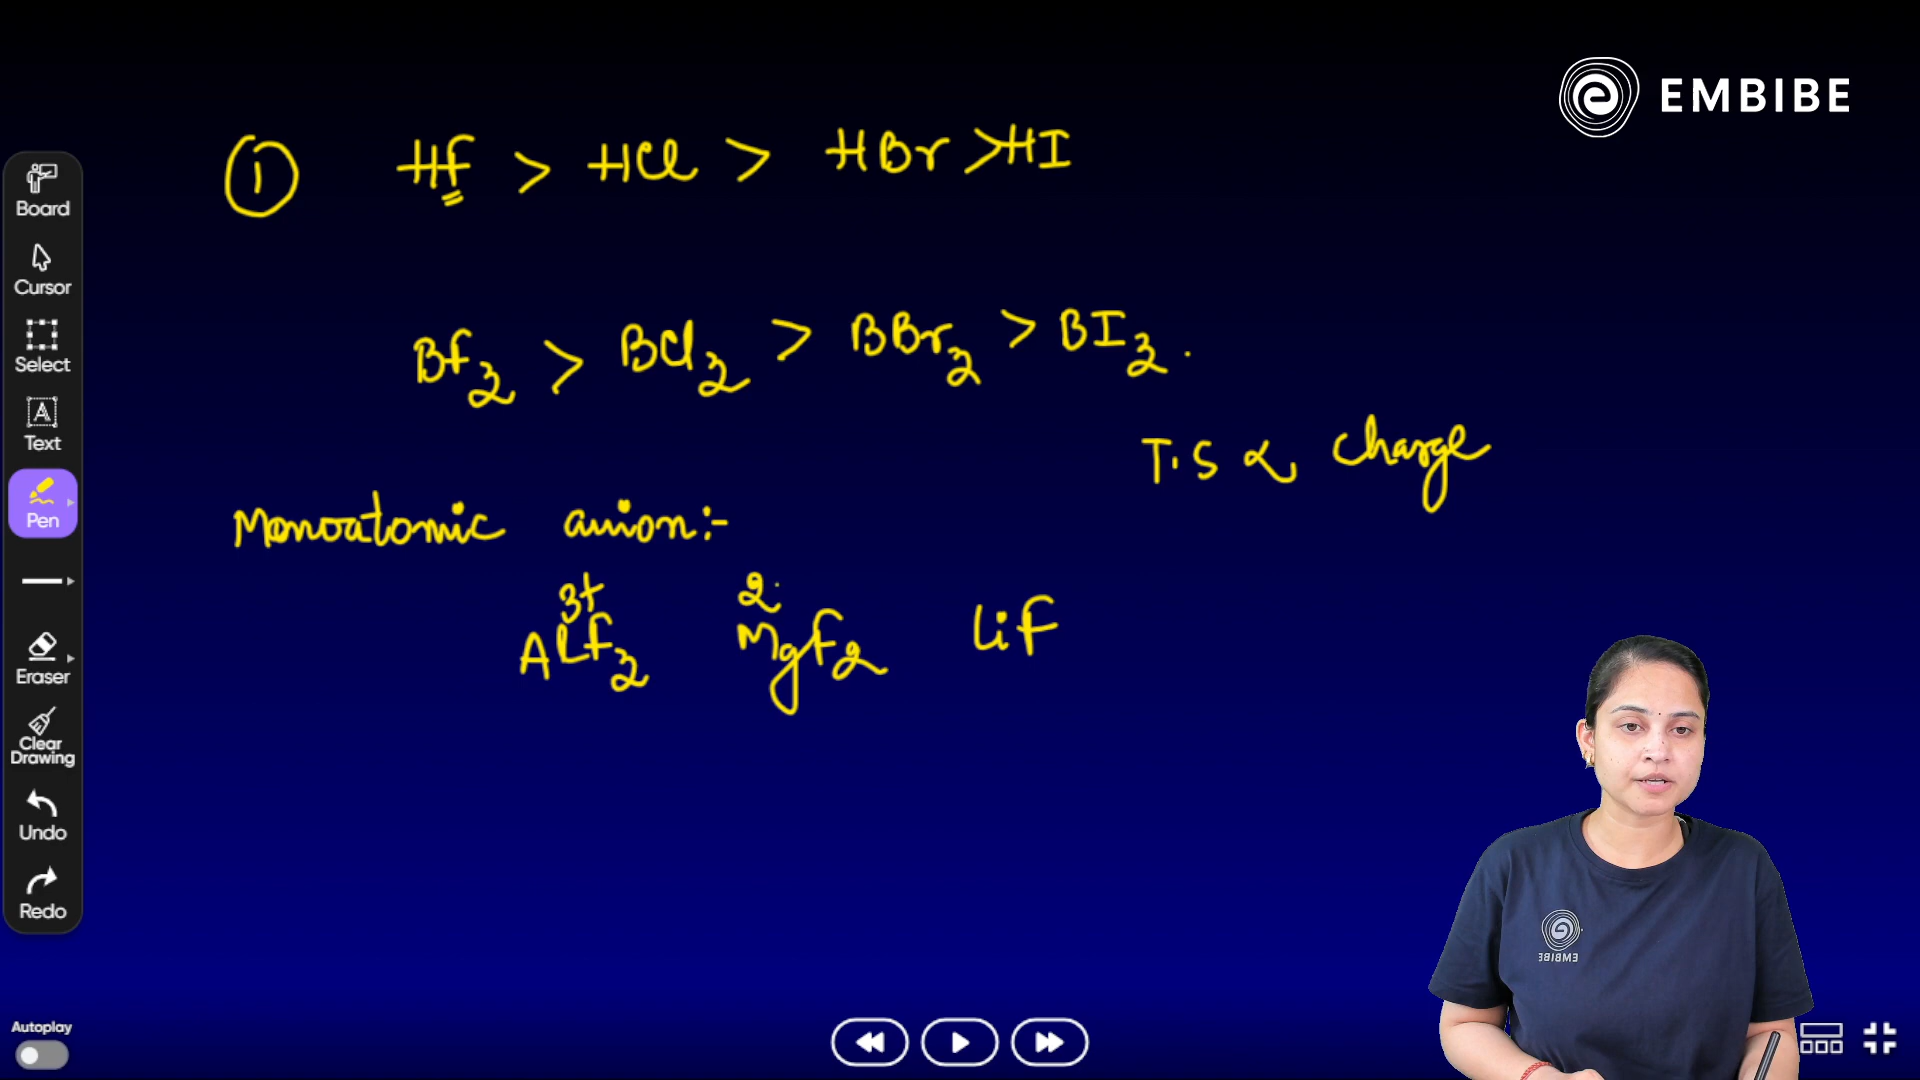 EMBIBE
① Hf > HCl > HBr > HI
Bf3 > BCl3 > BBr3 > BI3.
T.S ∝ charge
Monoatomic anion:-
3+ 2.
ALf3 Mgf2 Lif
Board
Cursor
Select
A
Text
Pen
Eraser
Clear
Drawing
Undo
Redo
Autoplay
EMBIBE